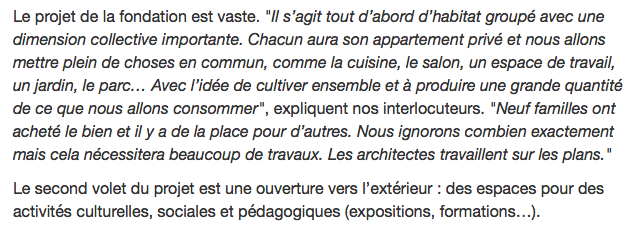 Le projet de la fondation est vaste. "Il s’agit tout d’abord d’habitat groupé avec une
dimension collective importante. Chacun aura son appartement privé et nous allons
mettre plein de choses en commun, comme la cuisine, le salon, un espace de travail,
un jardin, le parc… Avec l’idée de cultiver ensemble et à produire une grande quantité
de ce que nous allons consommer", expliquent nos interlocuteurs. "Neuf familles ont
acheté le bien et il y a de la place pour d’autres. Nous ignorons combien exactement
mais cela nécessitera beaucoup de travaux. Les architectes travaillent sur les plans."
Le second volet du projet est une ouverture vers l’extérieur : des espaces pour des
activités culturelles, sociales et pédagogiques (expositions, formations…).